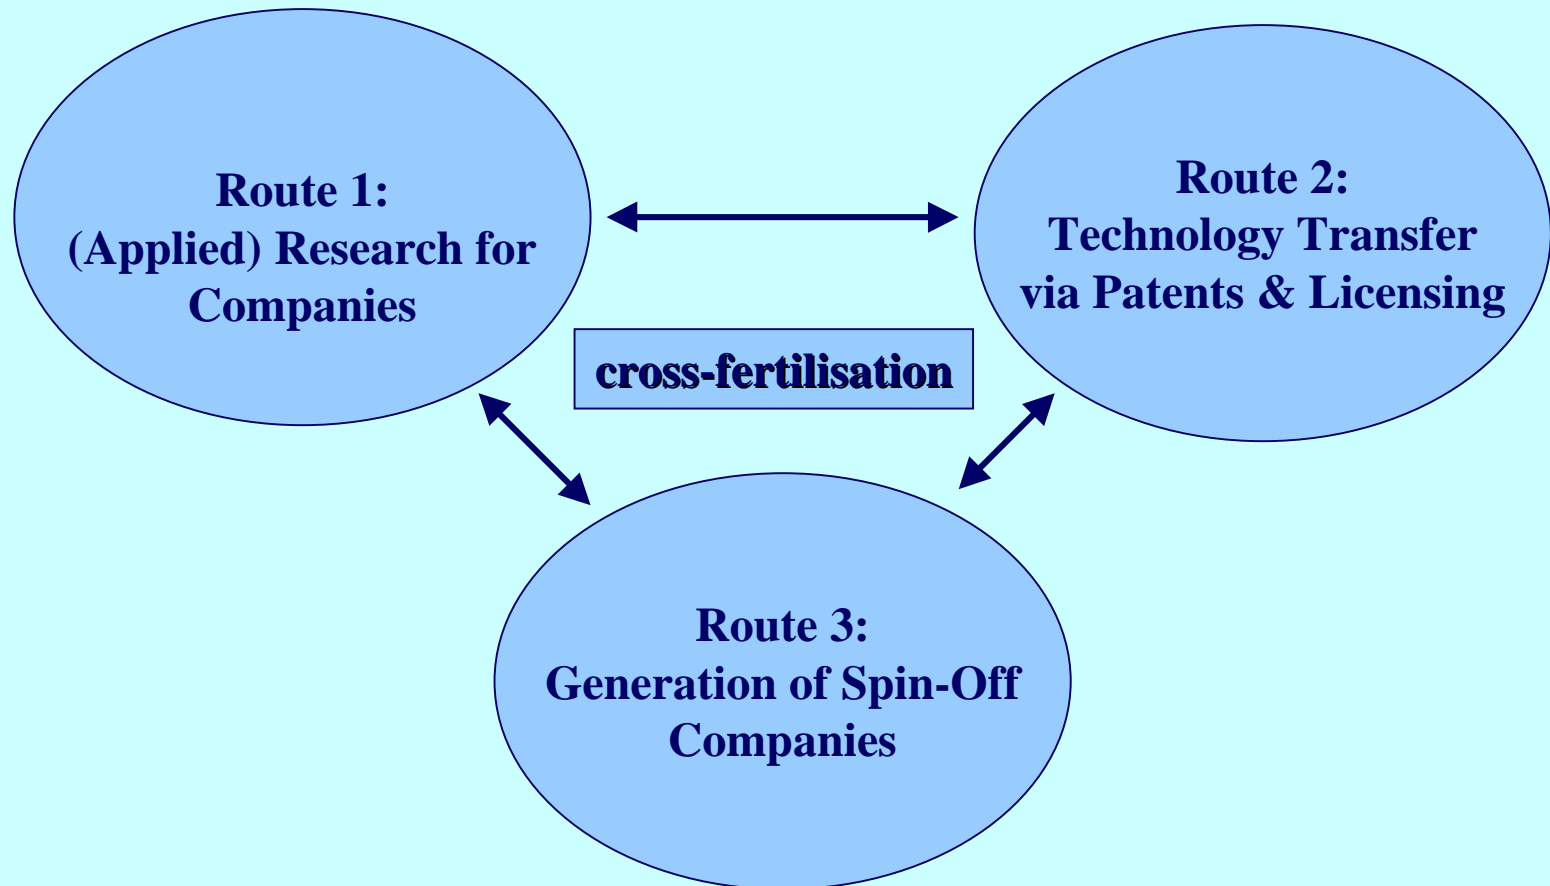 Route 1:
(Applied) Research for
Companies
Route 2:
Technology Transfer
via Patents & Licensing
cross-fertilisation
Route 3:
Generation of Spin-Off
Companies